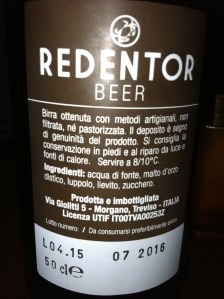 REDENTOR
BEER
Birra ottenuta con metodi artigianali, non
filtrata, né pastorizzata. Il deposito è segno
di genuinità del prodotto. Si consiglia la
conservazione in piedi e al riparo da luce e
fonti di calore. Servire a 8/10°C.
Ingredienti: acqua di fonte, malto d'orzo
distico, luppolo, lievito, zucchero.
Prodotta e imbottigliata
Via Giolitti 5 - Morgano, Treviso - ITALIA
Licenza UTIF IT00TVA00253Z
Lotto numero: / Da consumarsi preferibilmente entro:
L04.15 07 2016
50cl e